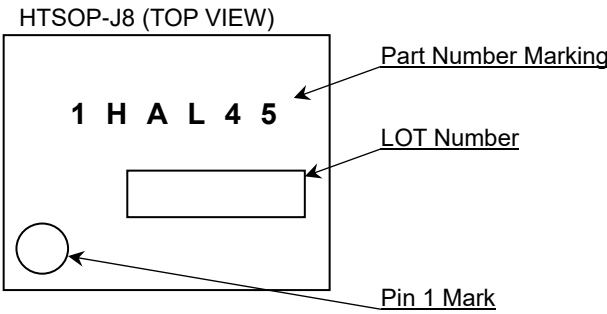 HTSOP-J8 (TOP VIEW)
Part Number Marking
1 H A L 4 5
LOT Number
Pin 1 Mark